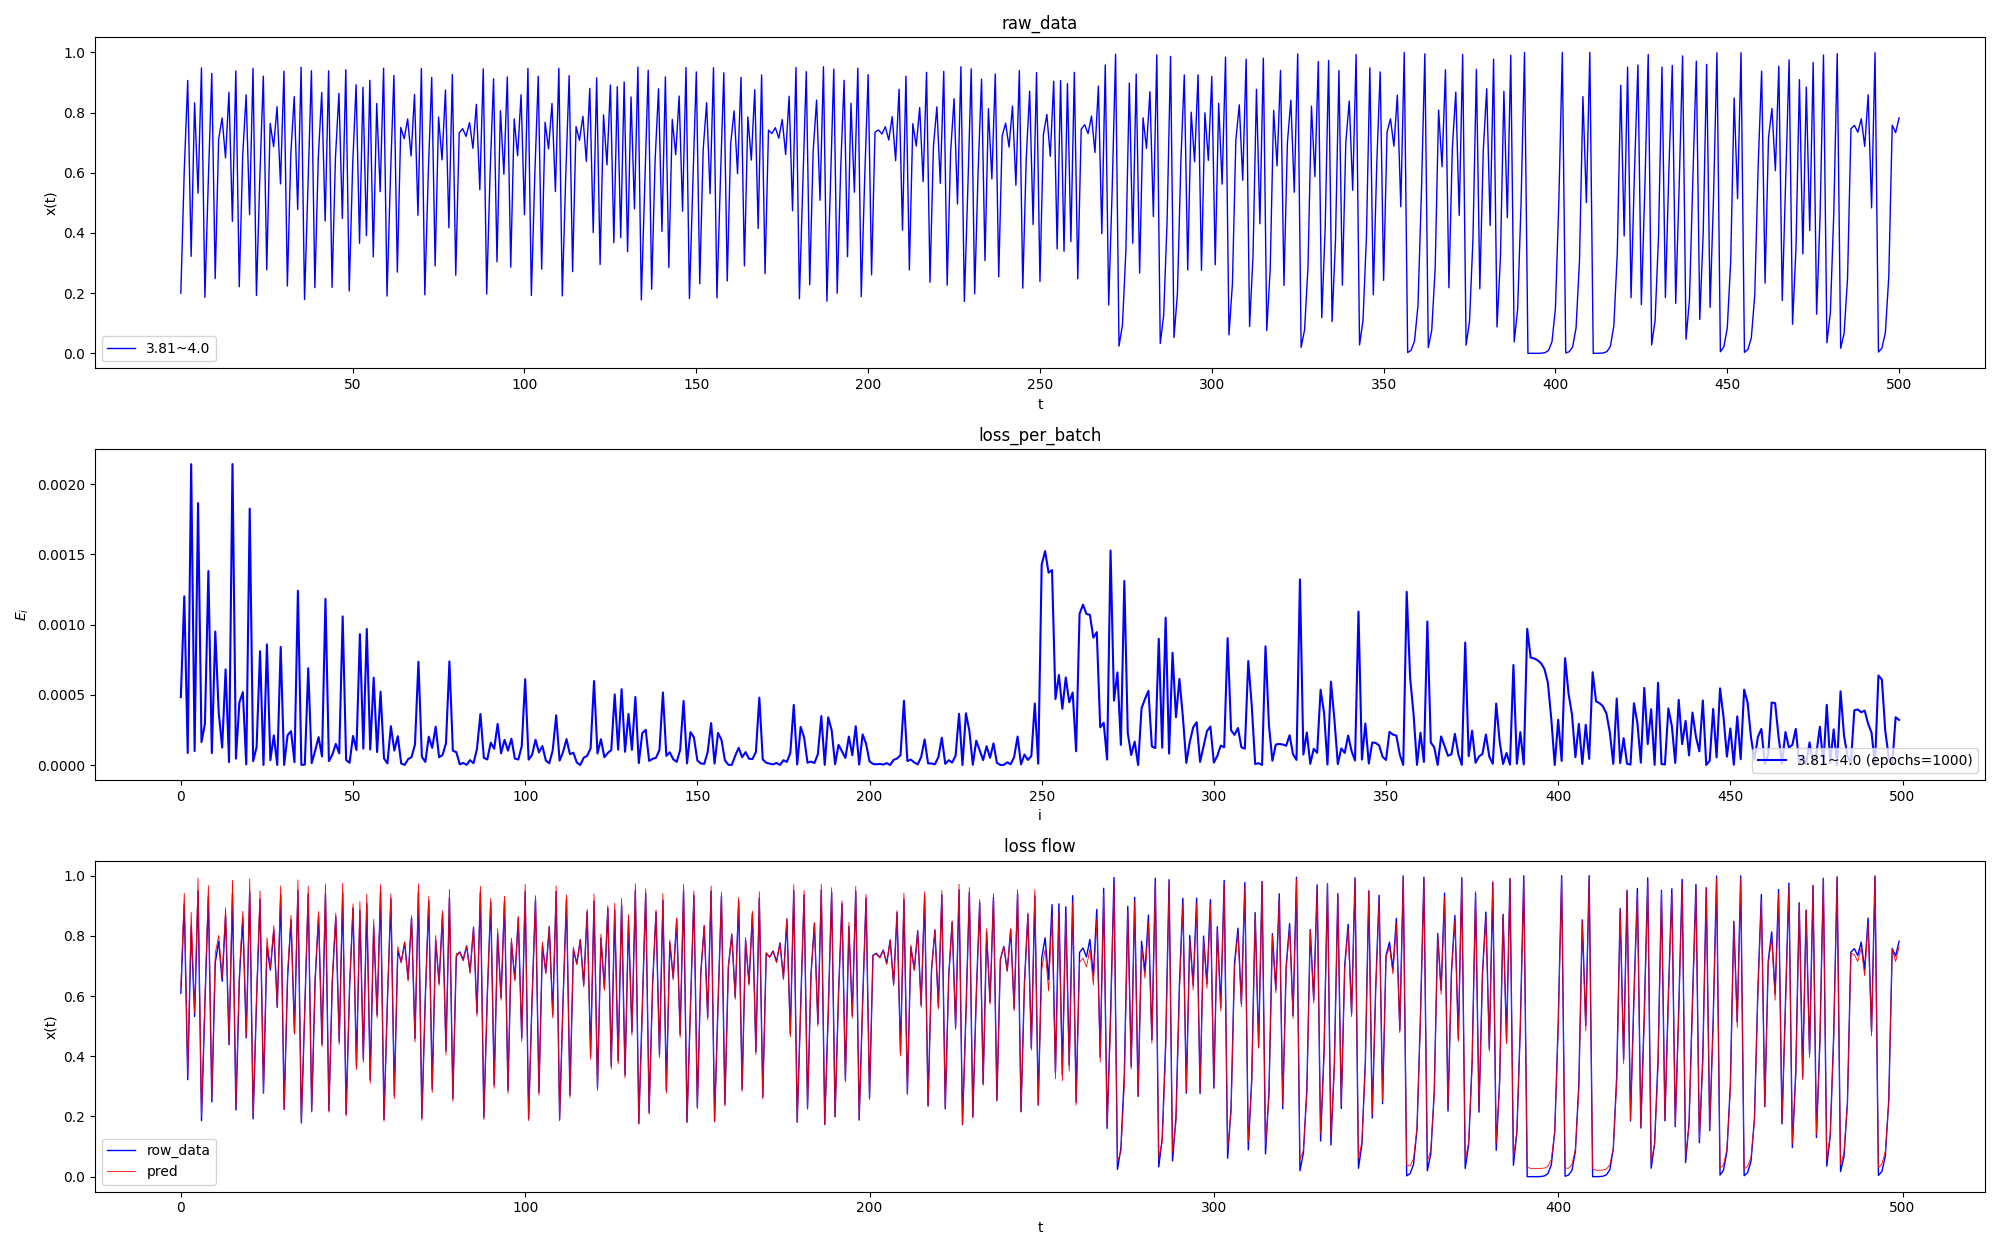 raw_data
1.0
0.8
0.6
0.4
0.2
0.0
x(t)
3.81~4.0
50 100 150 200 250 300 350 400 450 500
t
loss_per_batch
0.0020
0.0015
0.0010
0.0005
0.0000
E_i
3.81~4.0 (epochs=1000)
0 50 100 150 200 250 300 350 400 450 500
i
loss flow
1.0
0.8
0.6
0.4
0.2
0.0
x(t)
row_data
pred
0 100 200 300 400 500
t